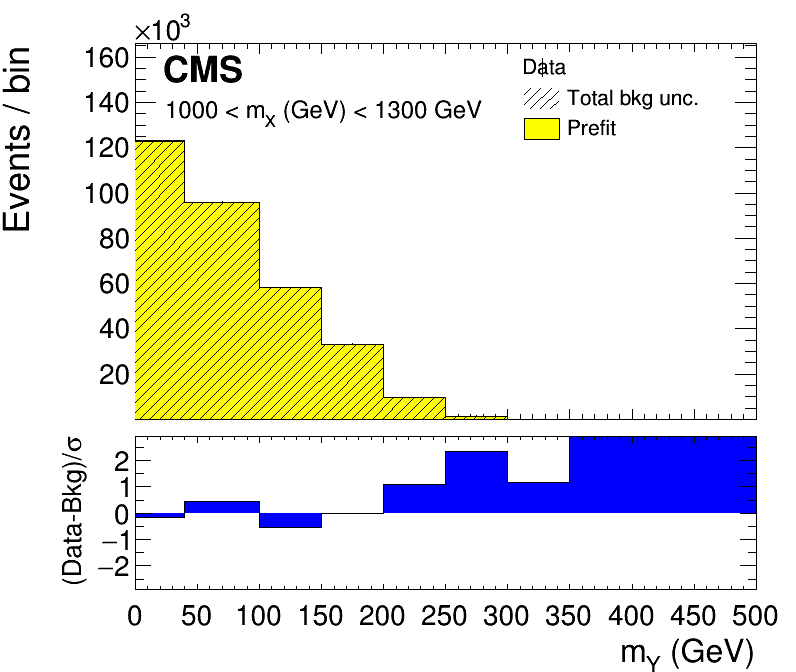 ×10³
Events / bin
160
140
120
100
80
60
40
20
CMS
1000 < m_X (GeV) < 1300 GeV
Data
Total bkg unc.
Prefit
(Data-Bkg)/σ
2
1
0
−1
−2
0 50 100 150 200 250 300 350 400 450 500
m_Y (GeV)